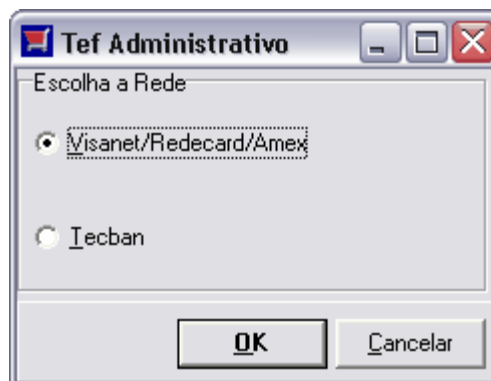 Tef Administrativo
Escolha a Rede
Visanet/Redecard/Amex
Tecban
OK
Cancelar